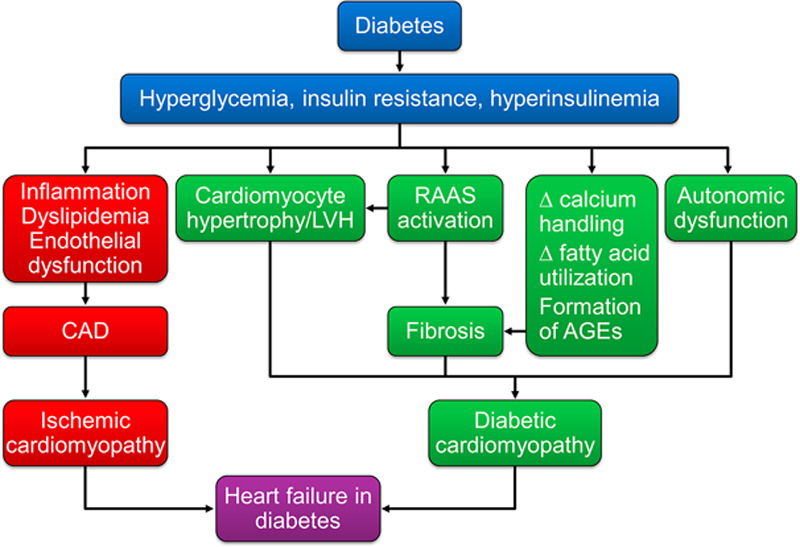 Diabetes
Hyperglycemia, insulin resistance, hyperinsulinemia
Inflammation
Dyslipidemia
Endothelial
dysfunction
Cardiomyocyte
hypertrophy/LVH
RAAS
activation
Δ calcium
handling
Δ fatty acid
utilization
Formation
of AGEs
Autonomic
dysfunction
CAD
Fibrosis
Ischemic
cardiomyopathy
Diabetic
cardiomyopathy
Heart failure in
diabetes